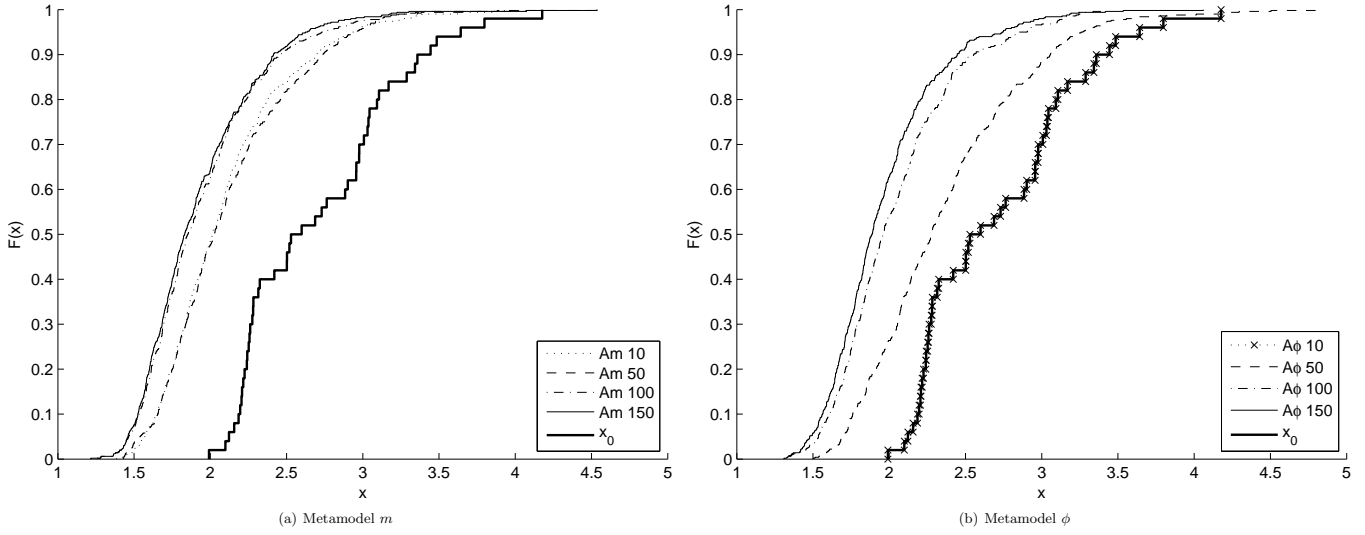 1
0.9
0.8
0.7
0.6
0.5
0.4
0.3
0.2
0.1
0
F(x)
1 1.5 2 2.5 3 3.5 4 4.5 5
x
Am 10
Am 50
Am 100
Am 150
x0
(a) Metamodel m
1
0.9
0.8
0.7
0.6
0.5
0.4
0.3
0.2
0.1
0
F(x)
1 1.5 2 2.5 3 3.5 4 4.5 5
x
Aϕ 10
Aϕ 50
Aϕ 100
Aϕ 150
x0
(b) Metamodel ϕ